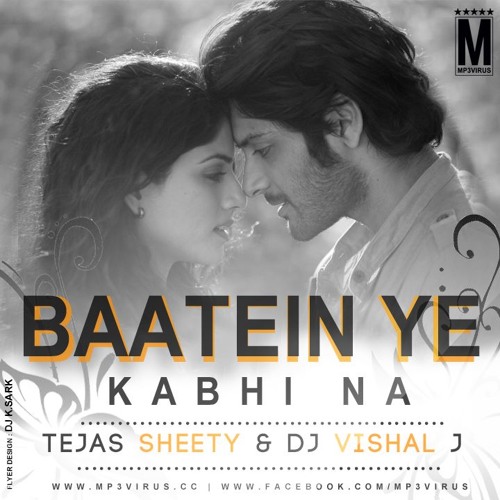 ★★★★★
M
MP3VIRUS
BAATEIN YE
KABHI NA
TEJAS SHEETY & DJ VISHAL J
WWW.MP3VIRUS.CC | WWW.FACEBOOK.COM/MP3VIRUS
FLYER DESIGN : DJ K.SARK